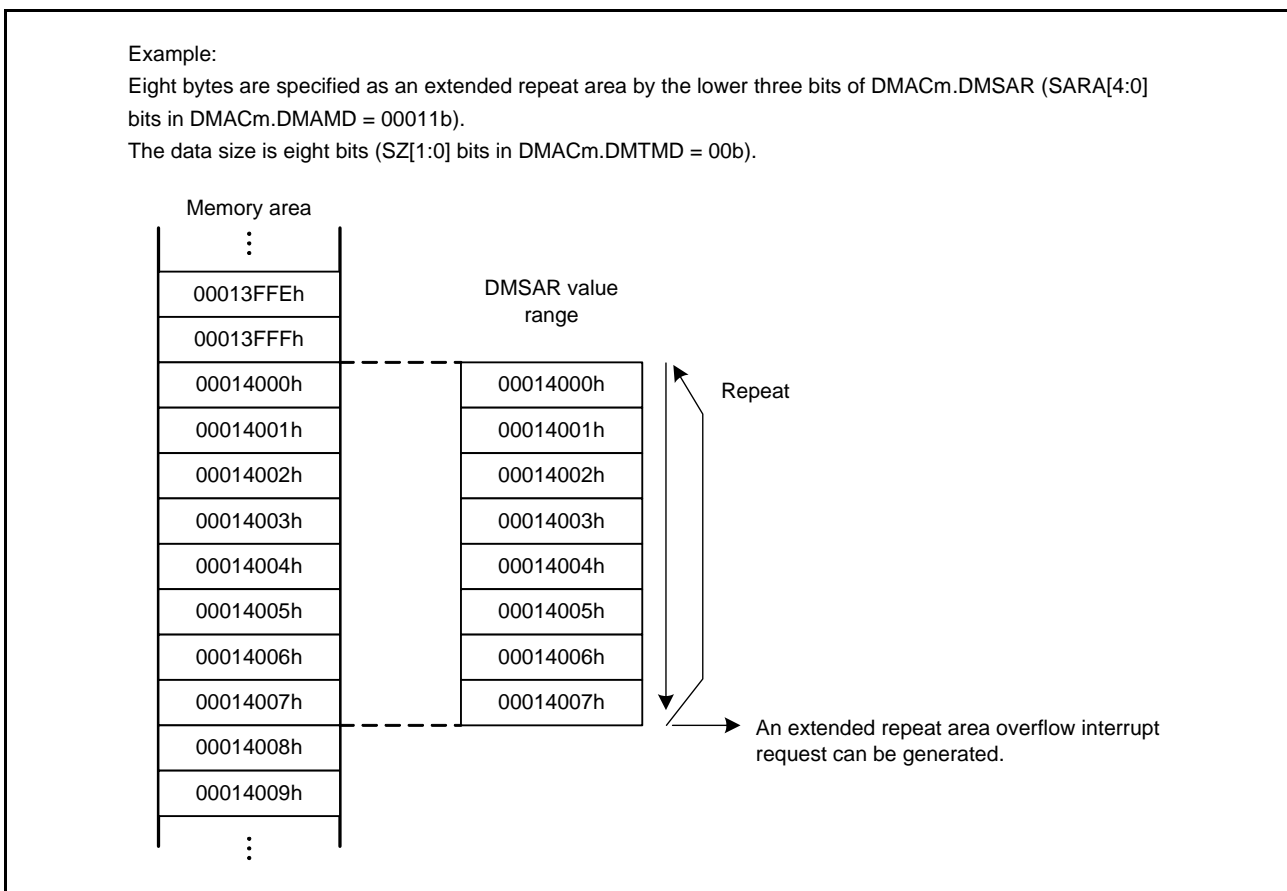 Example:
Eight bytes are specified as an extended repeat area by the lower three bits of DMACm.DMSAR (SARA[4:0]
bits in DMACm.DMAMD = 00011b).
The data size is eight bits (SZ[1:0] bits in DMACm.DMTMD = 00b).
Memory area
⋮
00013FFEh
00013FFFh
00014000h
00014001h
00014002h
00014003h
00014004h
00014005h
00014006h
00014007h
00014008h
00014009h
⋮
DMSAR value
range
00014000h
00014001h
00014002h
00014003h
00014004h
00014005h
00014006h
00014007h
Repeat
An extended repeat area overflow interrupt
request can be generated.